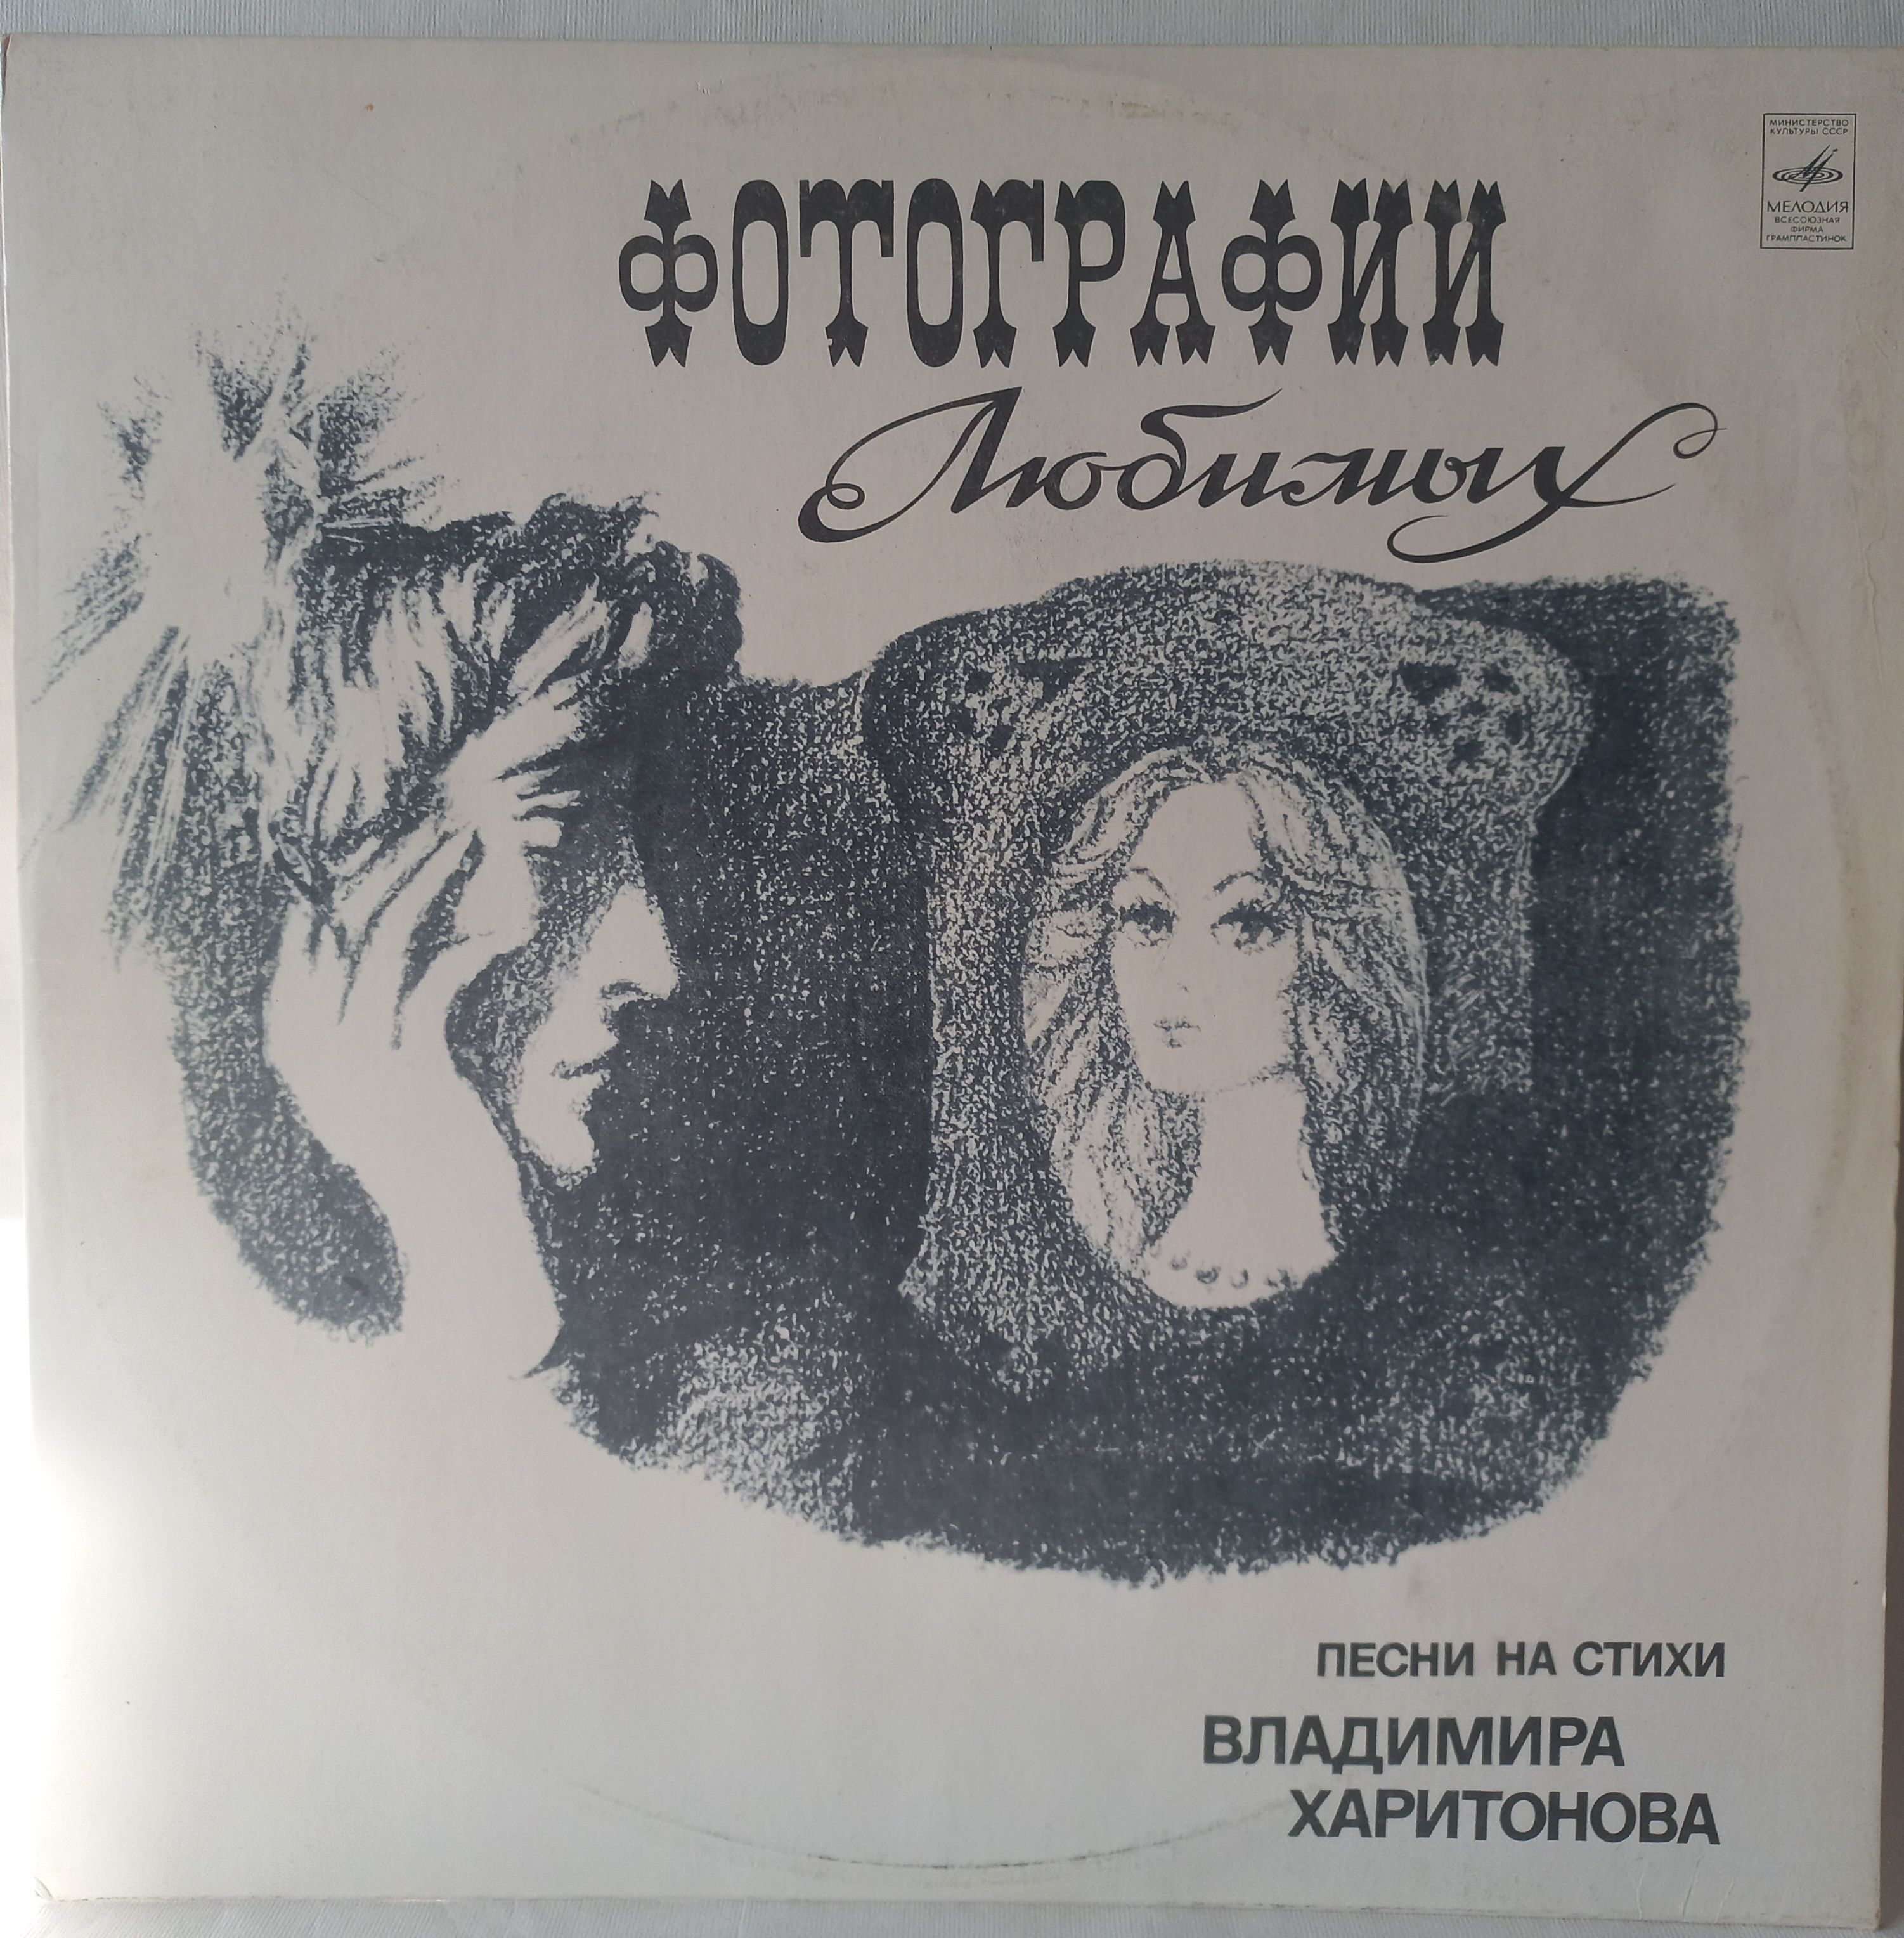 МИНИСТЕРСТВО
КУЛЬТУРЫ СССР
МЕЛОДИЯ
ВСЕСОЮЗНАЯ
ФИРМА
ГРАМПЛАСТИНОК
ФОТОГРАФИИ
Любимых
ПЕСНИ НА СТИХИ
ВЛАДИМИРА
ХАРИТОНОВА